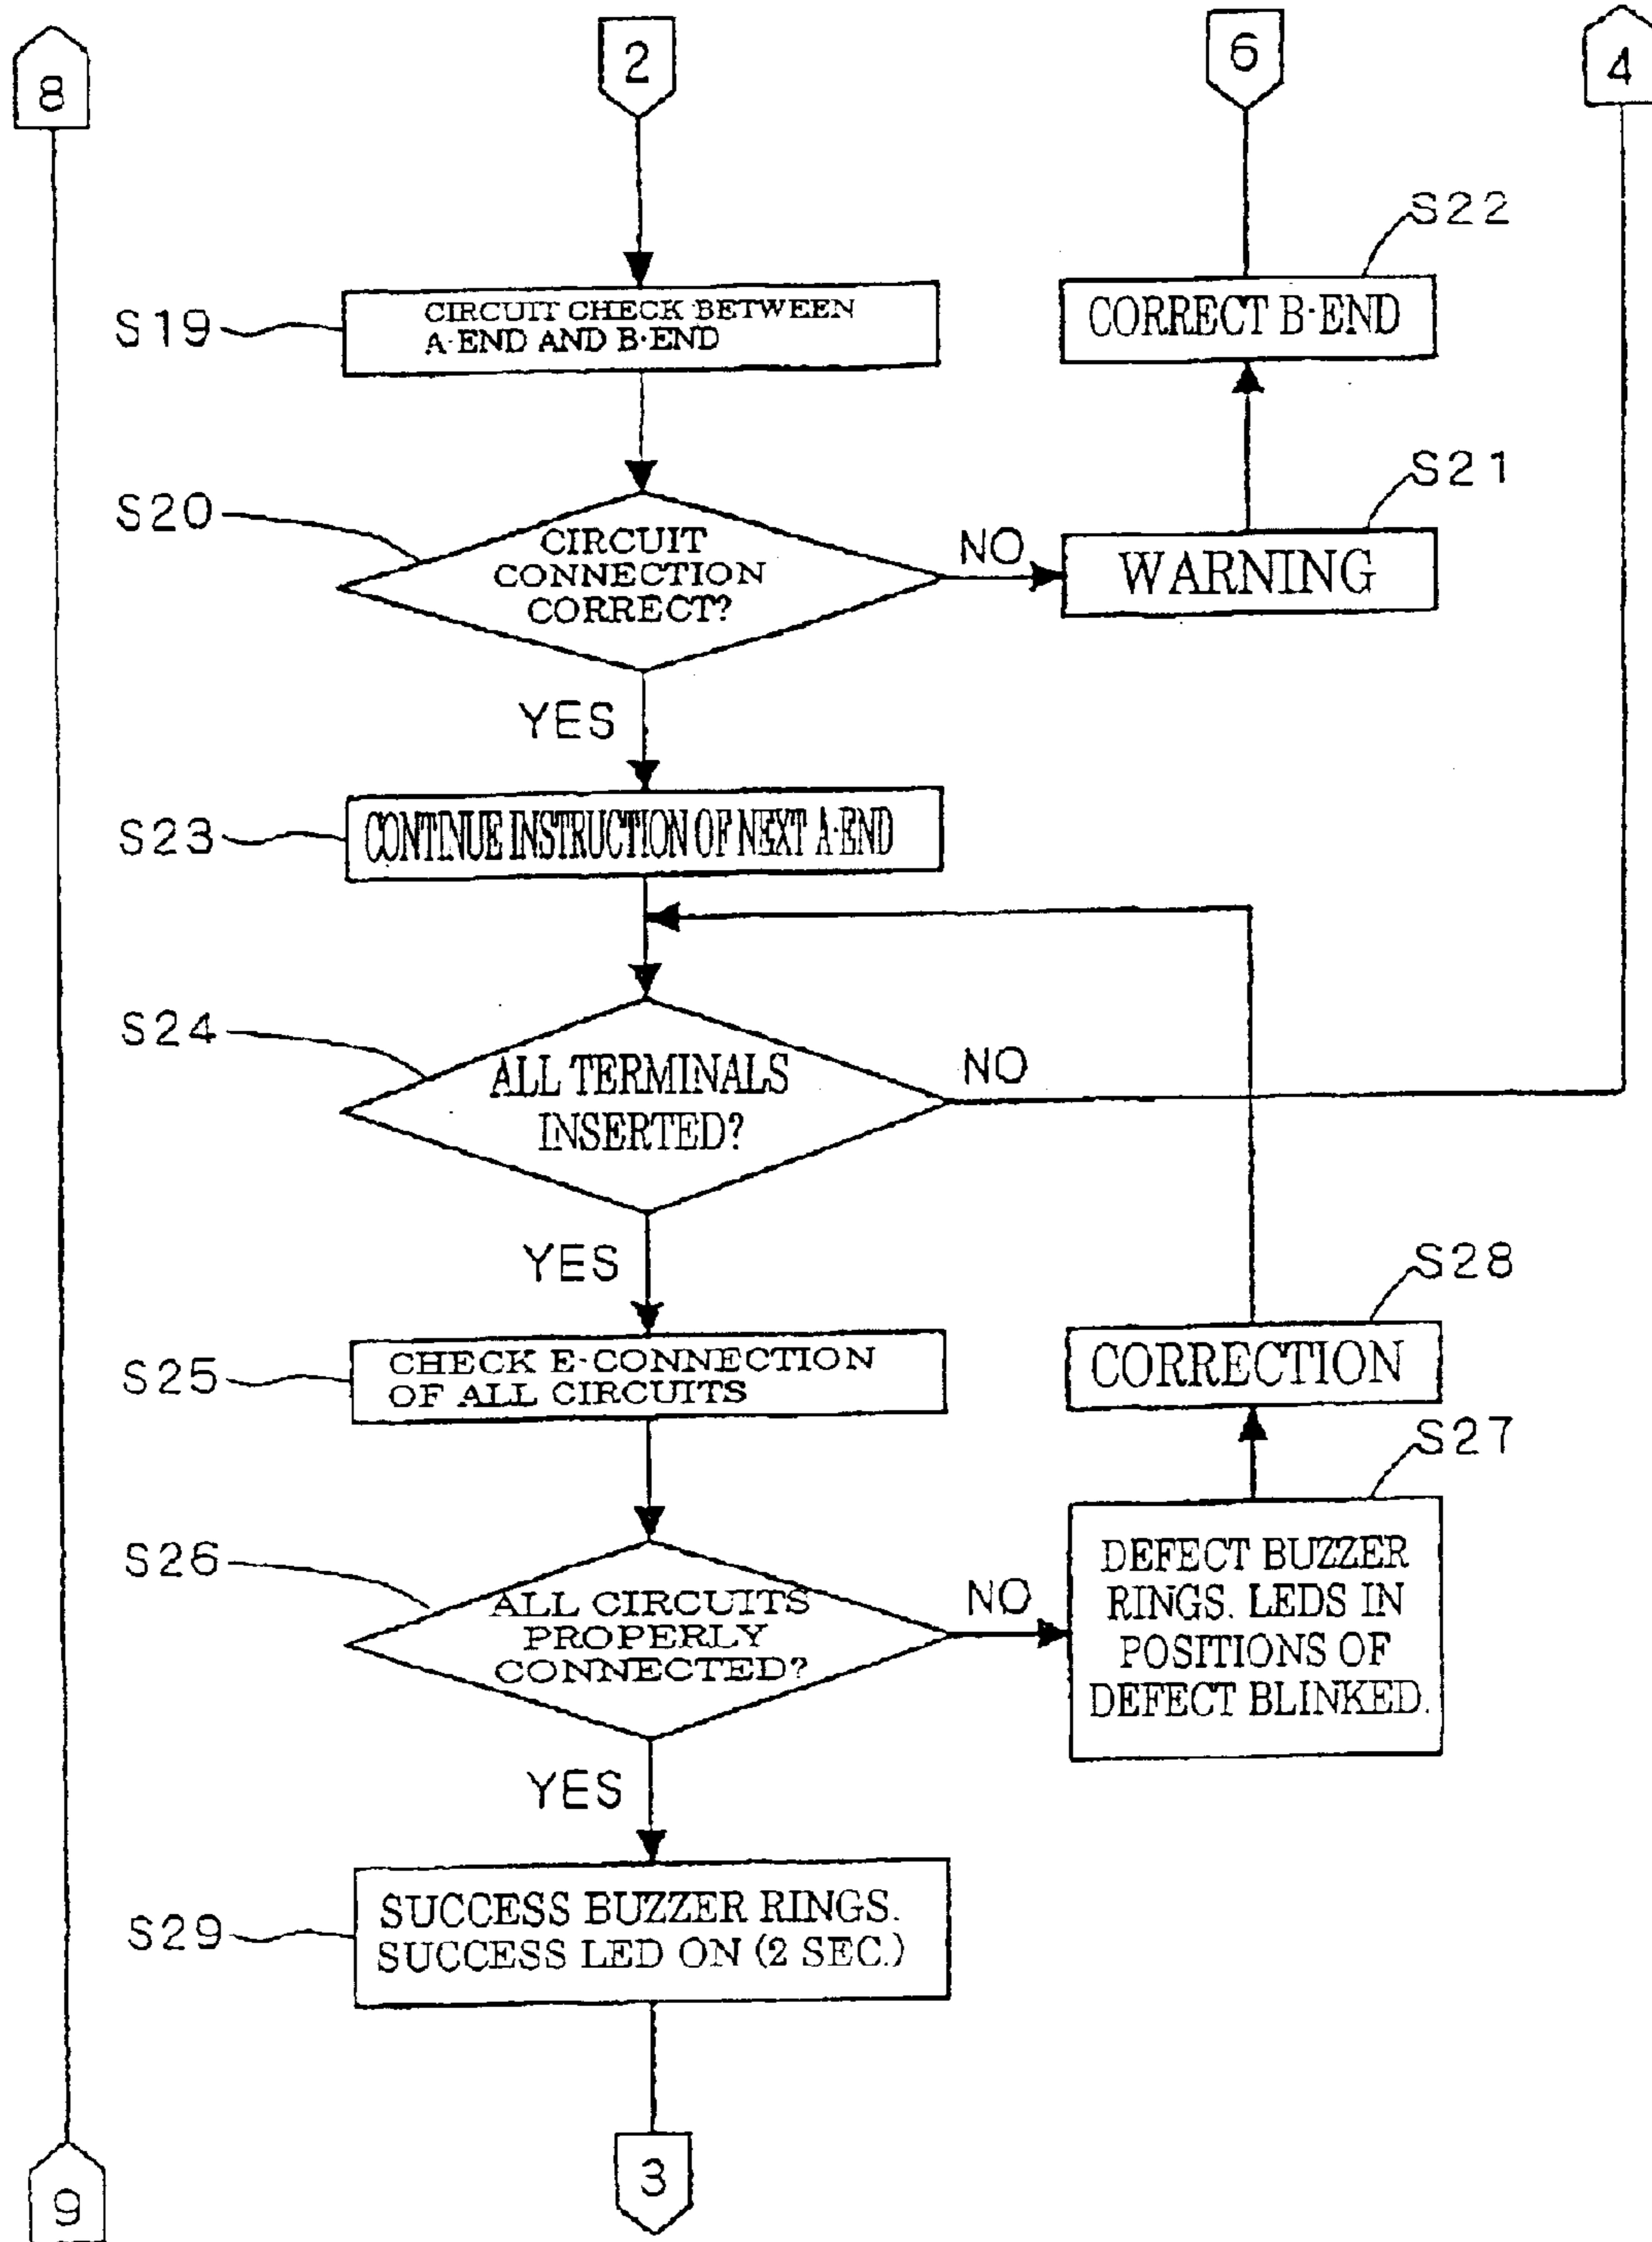 8
2
6
4
S22
S19
CIRCUIT CHECK BETWEEN
A-END AND B-END
CORRECT B-END
S21
S20
CIRCUIT
CONNECTION
CORRECT?
NO
WARNING
YES
S23
CONTINUE INSTRUCTION OF NEXT A-END
S24
ALL TERMINALS
INSERTED?
NO
YES
S28
S25
CHECK E-CONNECTION
OF ALL CIRCUITS
CORRECTION
S27
S26
ALL CIRCUITS
PROPERLY
CONNECTED?
NO
DEFECT BUZZER
RINGS. LEDS IN
POSITIONS OF
DEFECT BLINKED.
YES
S29
SUCCESS BUZZER RINGS.
SUCCESS LED ON (2 SEC.)
3
9